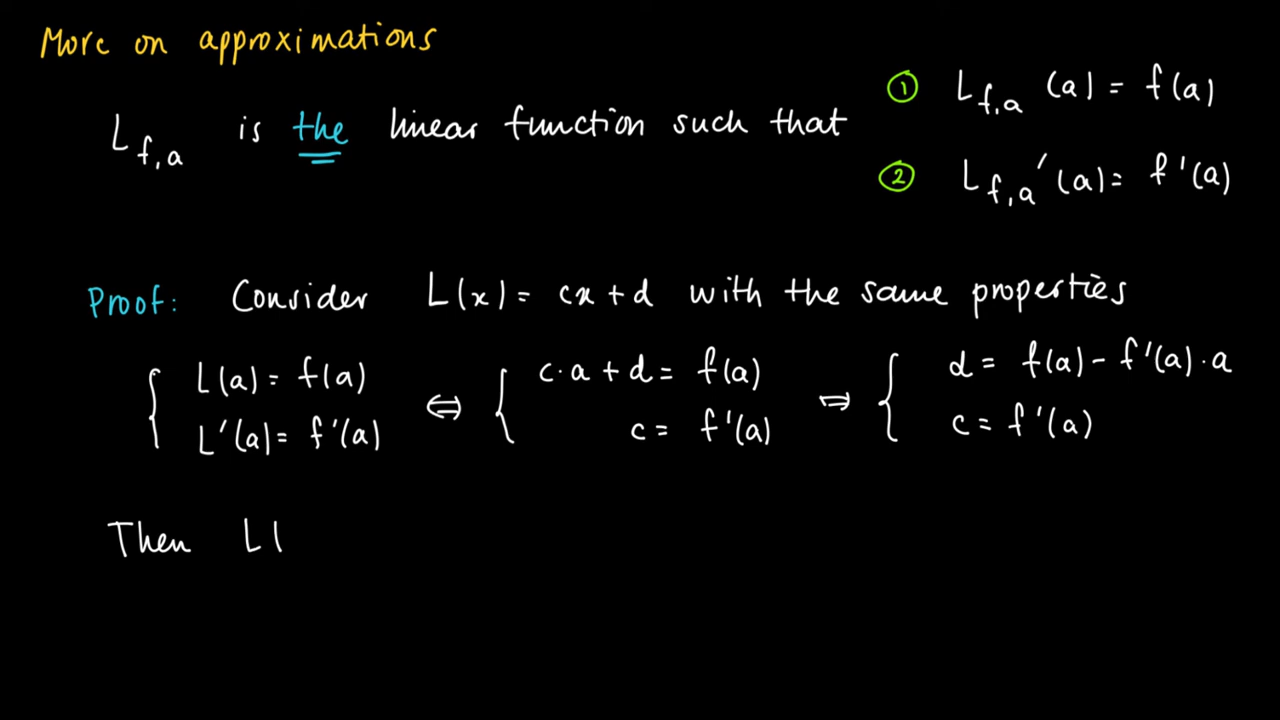 More on approximations
L_{f,a} is the linear function such that
① L_{f,a} (a) = f(a)
② L_{f,a}'(a) = f'(a)
Proof: Consider L(x) = cx + d with the same properties
{ L(a) = f(a) ⇔ { c·a + d = f(a) ⇒ { d = f(a) - f'(a)·a
L'(a) = f'(a) c = f'(a) c = f'(a)
Then L(